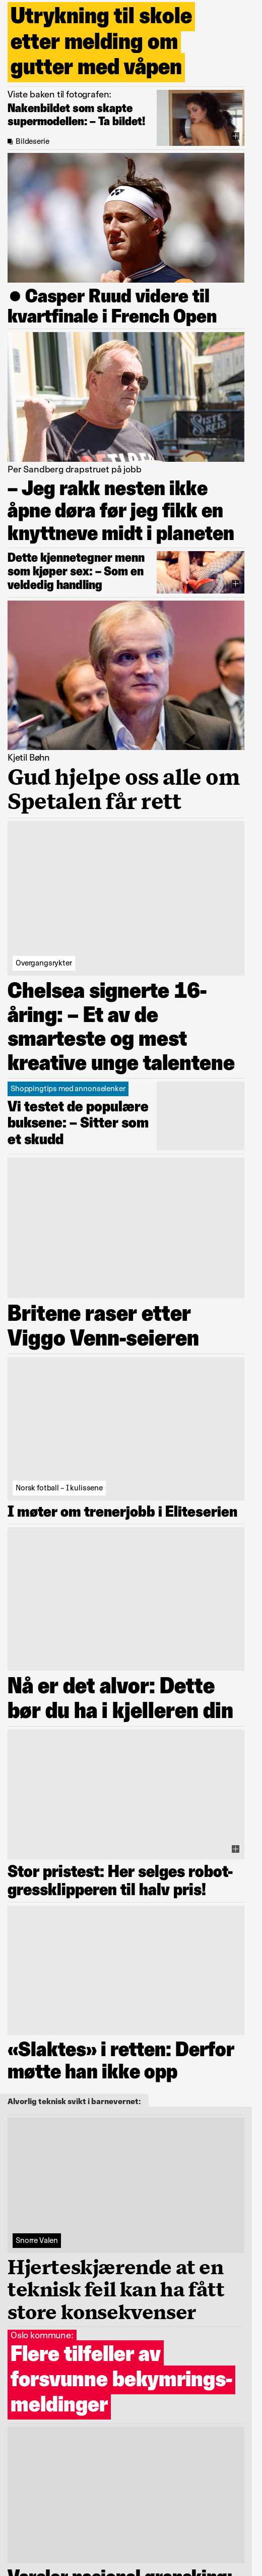 Utrykning til skole
etter melding om
gutter med våpen
Viste baken til fotografen:
Nakenbildet som skapte
supermodellen: – Ta bildet!
Bildeserie
Casper Ruud videre til
kvartfinale i French Open
SISTE
REIS
Per Sandberg drapstruet på jobb
– Jeg rakk nesten ikke
åpne døra før jeg fikk en
knyttneve midt i planeten
Dette kjennetegner menn
som kjøper sex: – Som en
veldedig handling
Kjetil Bøhn
Gud hjelpe oss alle om
Spetalen får rett
Overgangsrykter
Chelsea signerte 16-
åring: – Et av de
smarteste og mest
kreative unge talentene
Shoppingtips med annonselenker
Vi testet de populære
buksene: – Sitter som
et skudd
Britene raser etter
Viggo Venn-seieren
Norsk fotball – I kulissene
I møter om trenerjobb i Eliteserien
Nå er det alvor: Dette
bør du ha i kjelleren din
Stor pristest: Her selges robot-
gressklipperen til halv pris!
«Slaktes» i retten: Derfor
møtte han ikke opp
Alvorlig teknisk svikt i barnevernet:
Snorre Valen
Hjerteskjærende at en
teknisk feil kan ha fått
store konsekvenser
Oslo kommune:
Flere tilfeller av
forsvunne bekymrings-
meldinger
Varsler nasjonal gransking: